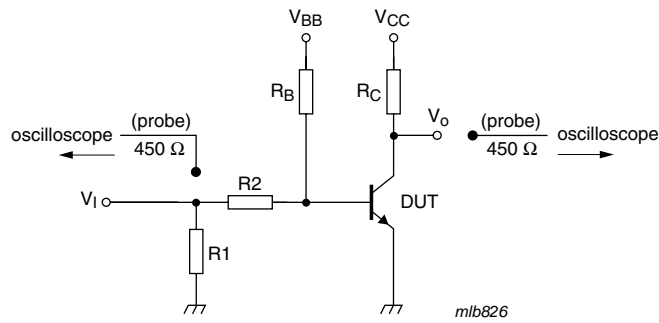 VBB
VCC
RB
RC
Vo
(probe)
oscilloscope
450 Ω
(probe)
oscilloscope
450 Ω
R2
VI
DUT
R1
mlb826